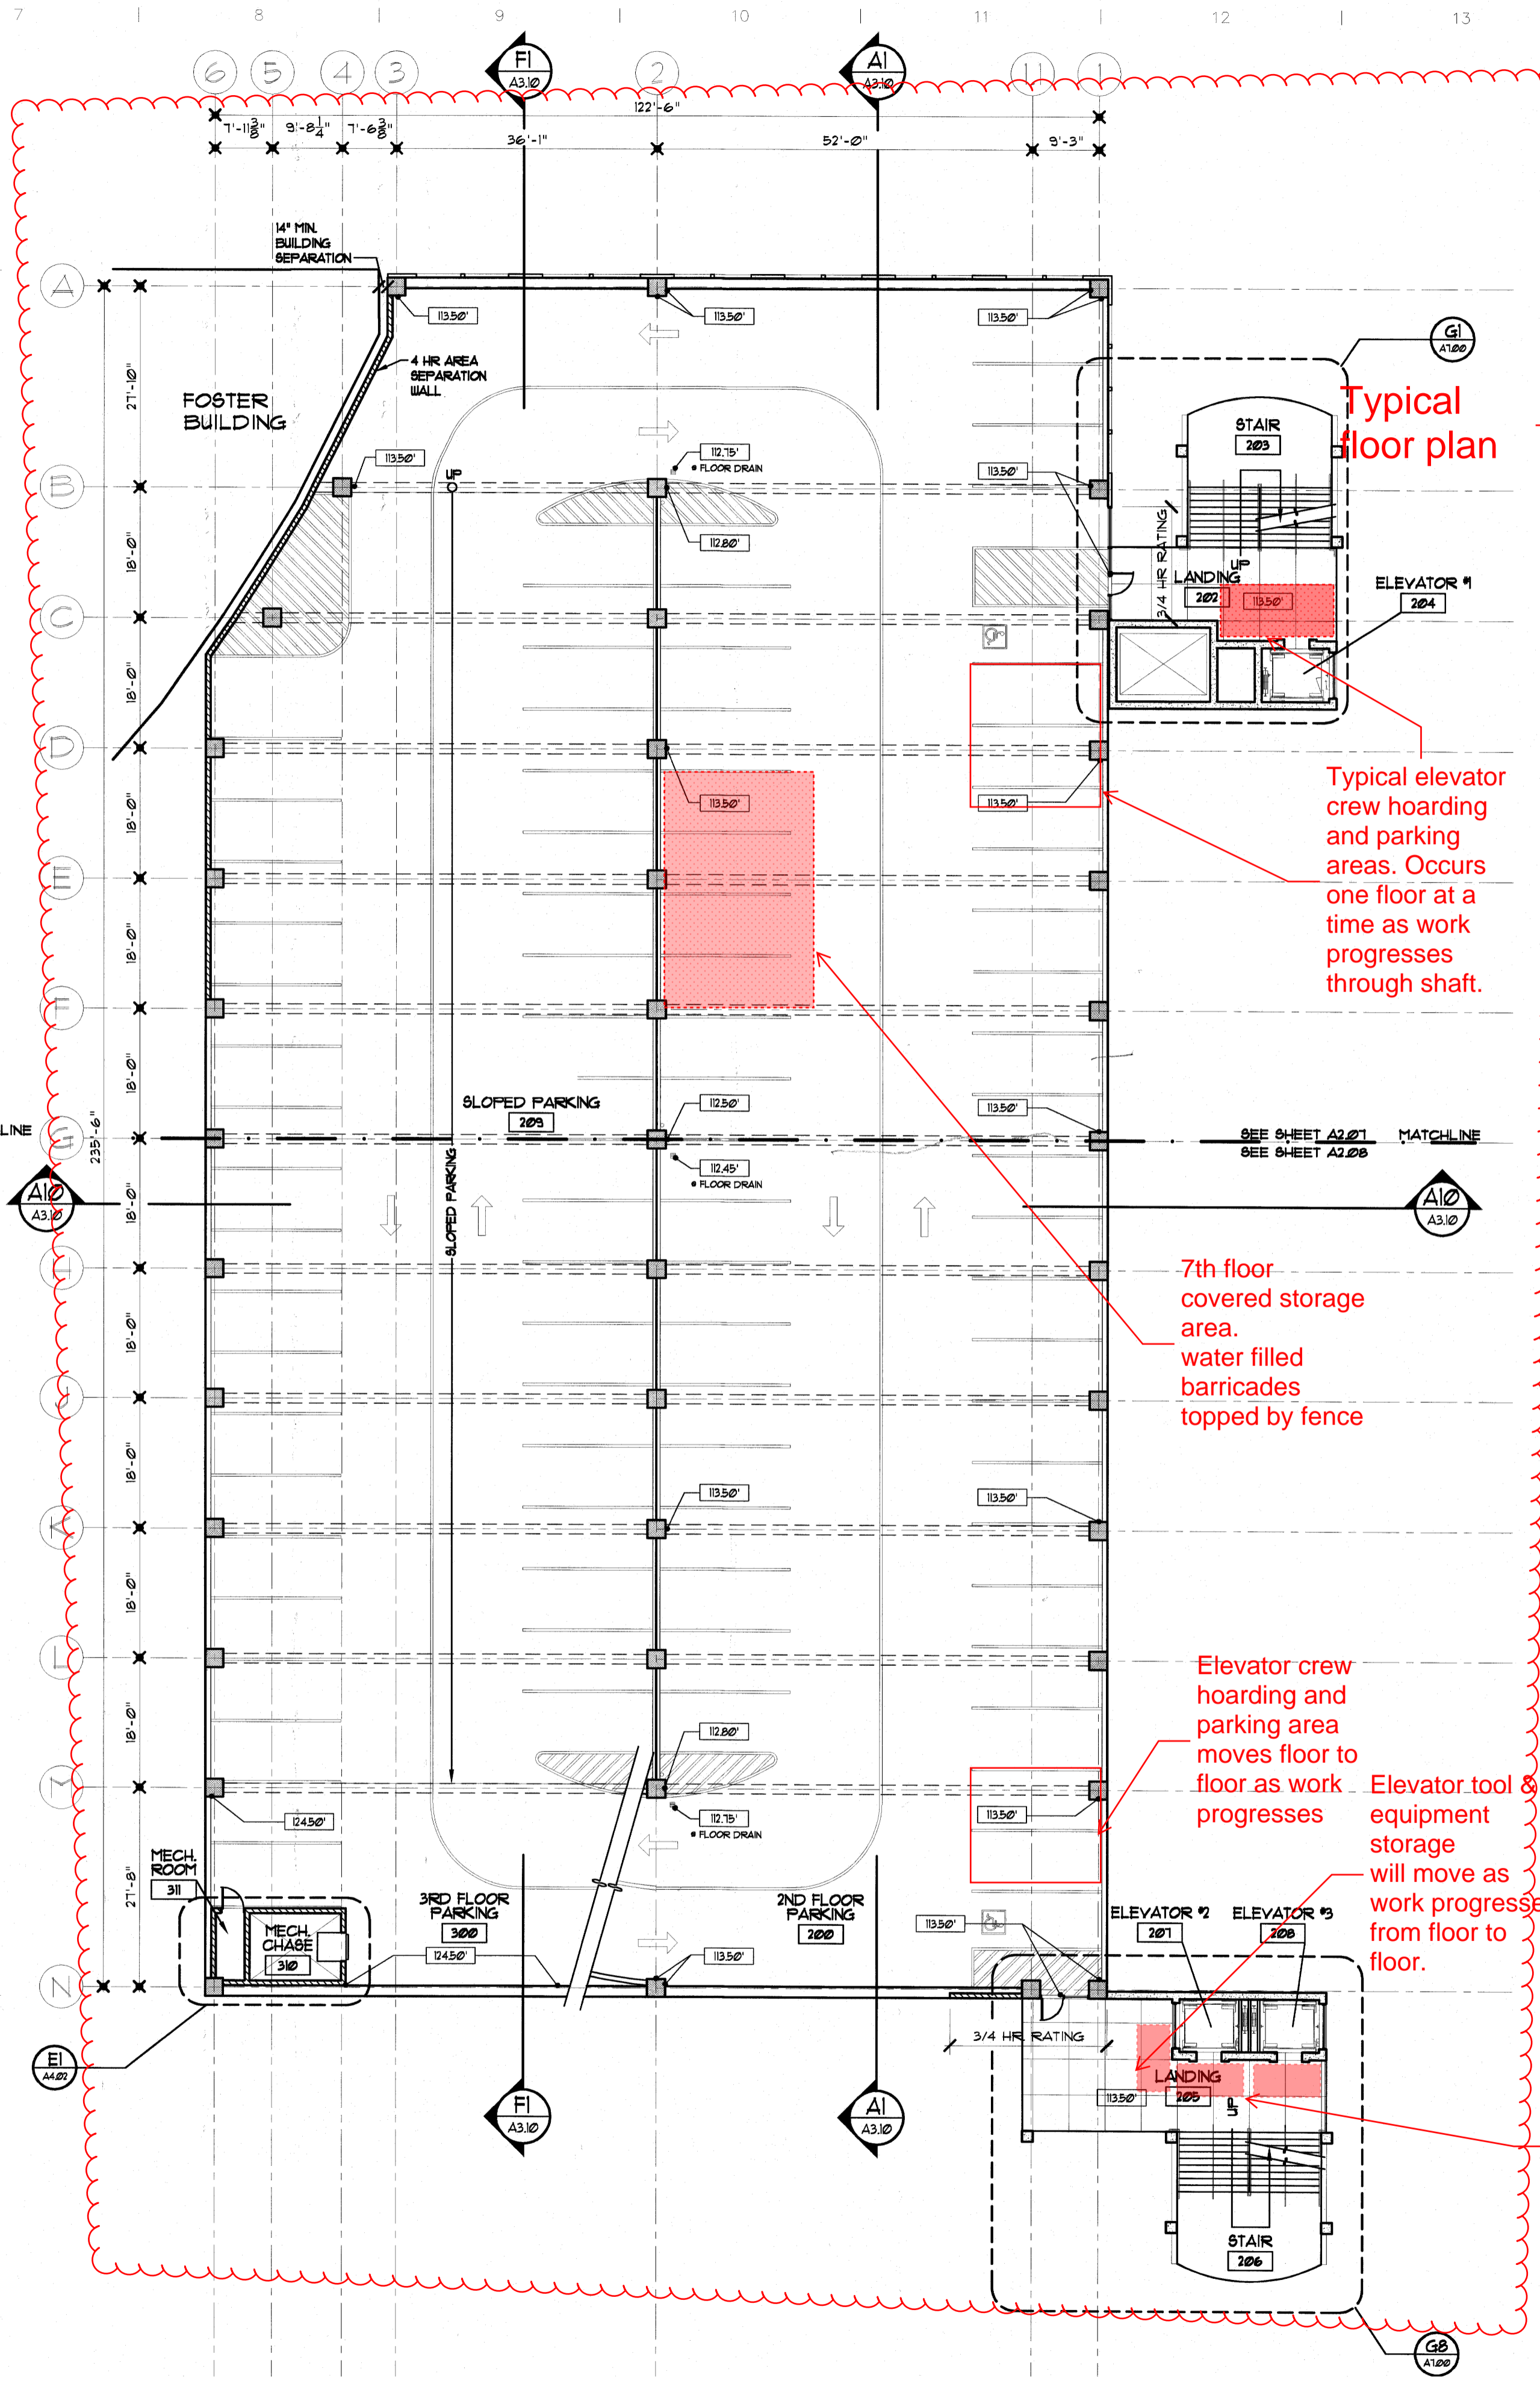 7 8 9 10 11 12 13
6 5 4 3 2 1.1 1
F1
A3.10
A1
A3.10
122'-6"
7'-11 3/8" 9'-8 1/4" 7'-6 3/8" 36'-1" 52'-0" 9'-3"
14" MIN.
BUILDING
SEPARATION
A
113.50' 113.50' 113.50'
4 HR AREA
SEPARATION
WALL
FOSTER
BUILDING
27'-10"
G1
A7.00
Typical
floor plan
STAIR
203
B
113.50'
UP
112.75'
FLOOR DRAIN
113.50'
112.80'
18'-0"
3/4 HR RATING
UP
LANDING
202
113.50'
ELEVATOR #1
204
C
18'-0"
D
113.50'
113.50'
Typical elevator
crew hoarding
and parking
areas. Occurs
one floor at a
time as work
progresses
through shaft.
18'-0"
E
18'-0"
F
18'-0"
SLOPED PARKING
209
112.50'
113.50'
LINE
G
235'-6"
SEE SHEET A2.07 MATCHLINE
SEE SHEET A2.08
112.45'
FLOOR DRAIN
A10
A3.10
18'-0"
SLOPED PARKING
A10
A3.10
H
7th floor
covered storage
area.
water filled
barricades
topped by fence
18'-0"
J
18'-0"
113.50'
113.50'
K
18'-0"
L
Elevator crew
hoarding and
parking area
moves floor to
floor as work
progresses
18'-0"
112.80'
M
124.50'
112.75'
FLOOR DRAIN
113.50'
Elevator tool &
equipment
storage
will move as
work progresse
from floor to
floor.
MECH.
ROOM
311
27'-8"
MECH.
CHASE
310
3RD FLOOR
PARKING
300
124.50'
2ND FLOOR
PARKING
200
113.50'
113.50'
ELEVATOR #2
207
ELEVATOR #3
208
N
E1
A4.02
3/4 HR. RATING
LANDING
205
113.50'
UP
F1
A3.10
A1
A3.10
STAIR
206
G8
A7.00